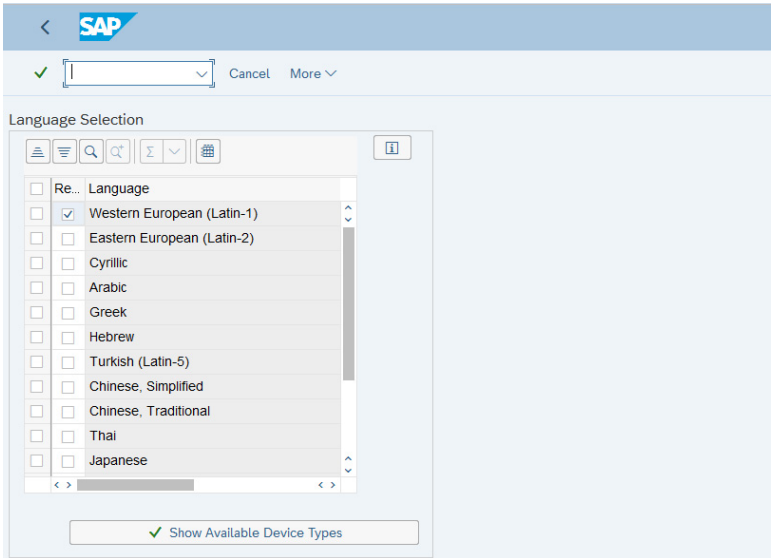 SAP
Cancel More
Language Selection
Σ
i
Re... Language
Western European (Latin-1)
Eastern European (Latin-2)
Cyrillic
Arabic
Greek
Hebrew
Turkish (Latin-5)
Chinese, Simplified
Chinese, Traditional
Thai
Japanese
Show Available Device Types